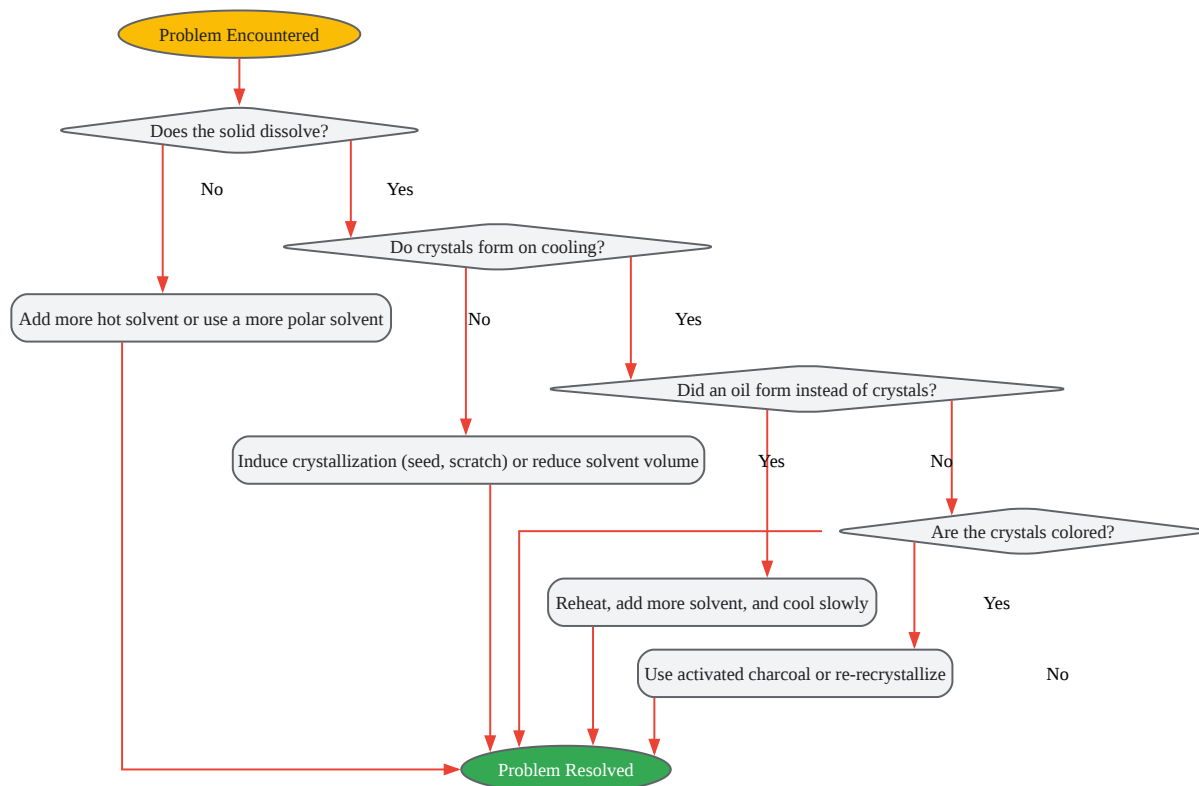 Problem Encountered
Does the solid dissolve?
No
Yes
Do crystals form on cooling?
Add more hot solvent or use a more polar solvent
No
Yes
Did an oil form instead of crystals?
Induce crystallization (seed, scratch) or reduce solvent volume
Yes
No
Are the crystals colored?
Reheat, add more solvent, and cool slowly
Yes
Use activated charcoal or re-recrystallize
No
Problem Resolved